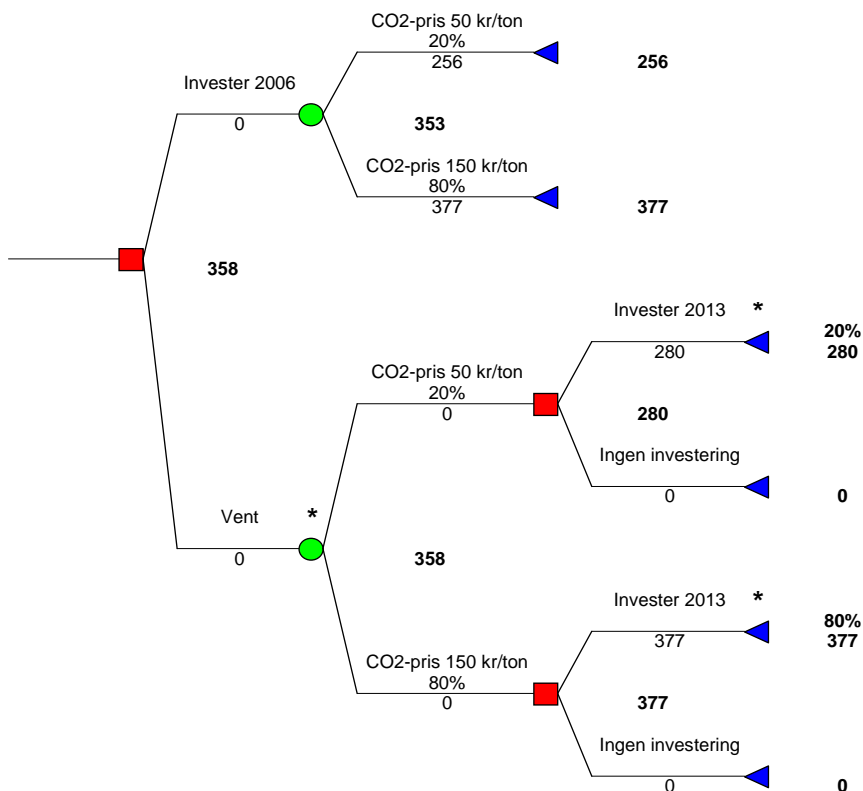 CO2-pris 50 kr/ton
20%
256
256
Invester 2006
0
353
CO2-pris 150 kr/ton
80%
377
377
358
Invester 2013 *
280
20%
280
CO2-pris 50 kr/ton
20%
0
280
Ingen investering
0
0
Vent *
0
358
Invester 2013 *
377
80%
377
CO2-pris 150 kr/ton
80%
0
377
Ingen investering
0
0